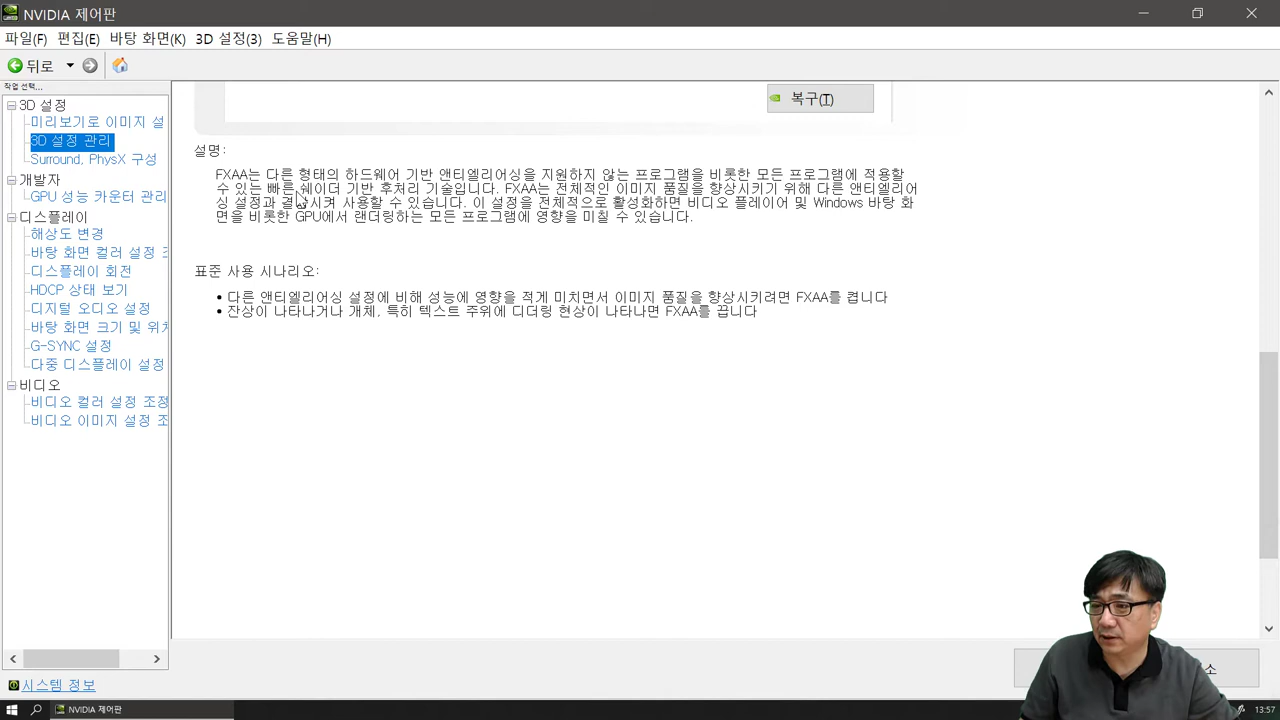 NVIDIA 제어판
파일(F) 편집(E) 바탕 화면(K) 3D 설정(3) 도움말(H)
뒤로
작업 선택...
3D 설정
미리보기로 이미지 설
3D 설정 관리
Surround, PhysX 구성
개발자
GPU 성능 카운터 관리
디스플레이
해상도 변경
바탕 화면 컬러 설정 조
디스플레이 회전
HDCP 상태 보기
디지털 오디오 설정
바탕 화면 크기 및 위치
G-SYNC 설정
다중 디스플레이 설정
비디오
비디오 컬러 설정 조정
비디오 이미지 설정 조
시스템 정보
복구(T)
설명:
FXAA는 다른 형태의 하드웨어 기반 앤티엘리어싱을 지원하지 않는 프로그램을 비롯한 모든 프로그램에 적용할
수 있는 빠른 쉐이더 기반 후처리 기술입니다. FXAA는 전체적인 이미지 품질을 향상시키기 위해 다른 앤티엘리어
싱 설정과 결합시켜 사용할 수 있습니다. 이 설정을 전체적으로 활성화하면 비디오 플레이어 및 Windows 바탕 화
면을 비롯한 GPU에서 랜더링하는 모든 프로그램에 영향을 미칠 수 있습니다.
표준 사용 시나리오:
• 다른 앤티엘리어싱 설정에 비해 성능에 영향을 적게 미치면서 이미지 품질을 향상시키려면 FXAA를 켭니다
• 잔상이 나타나거나 개체, 특히 텍스트 주위에 디더링 현상이 나타나면 FXAA를 끕니다
소
NVIDIA 제어판
13:57